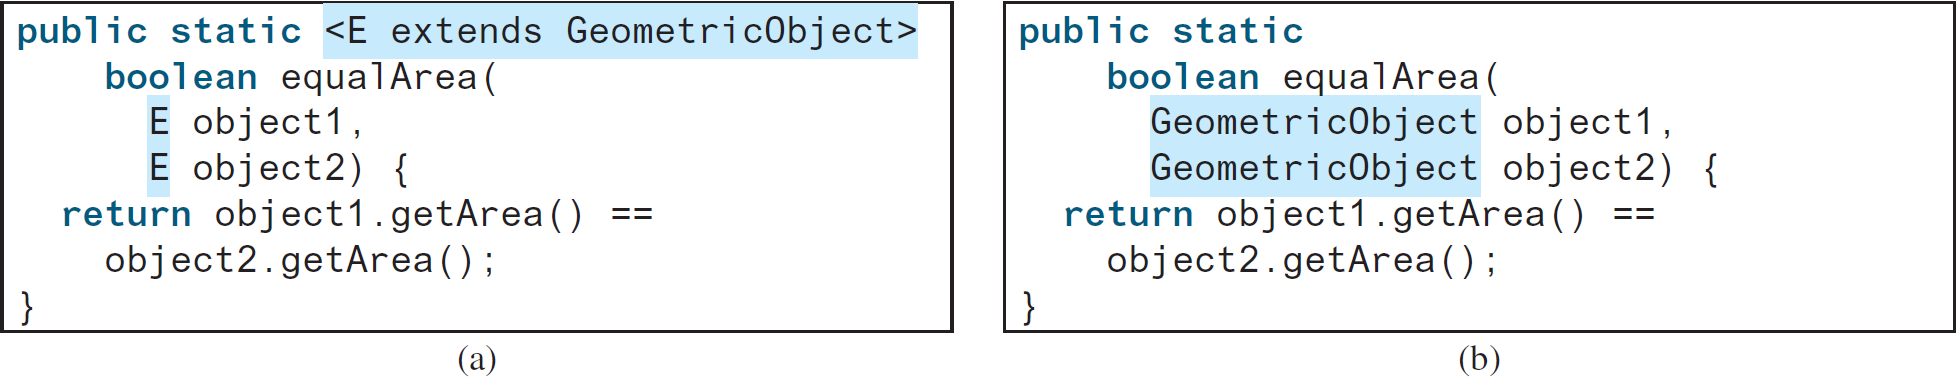 public static <E extends GeometricObject>
    boolean equalArea(
      E object1,
      E object2) {
  return object1.getArea() ==
    object2.getArea();
}
(a)
public static
    boolean equalArea(
      GeometricObject object1,
      GeometricObject object2) {
  return object1.getArea() ==
    object2.getArea();
}
(b)